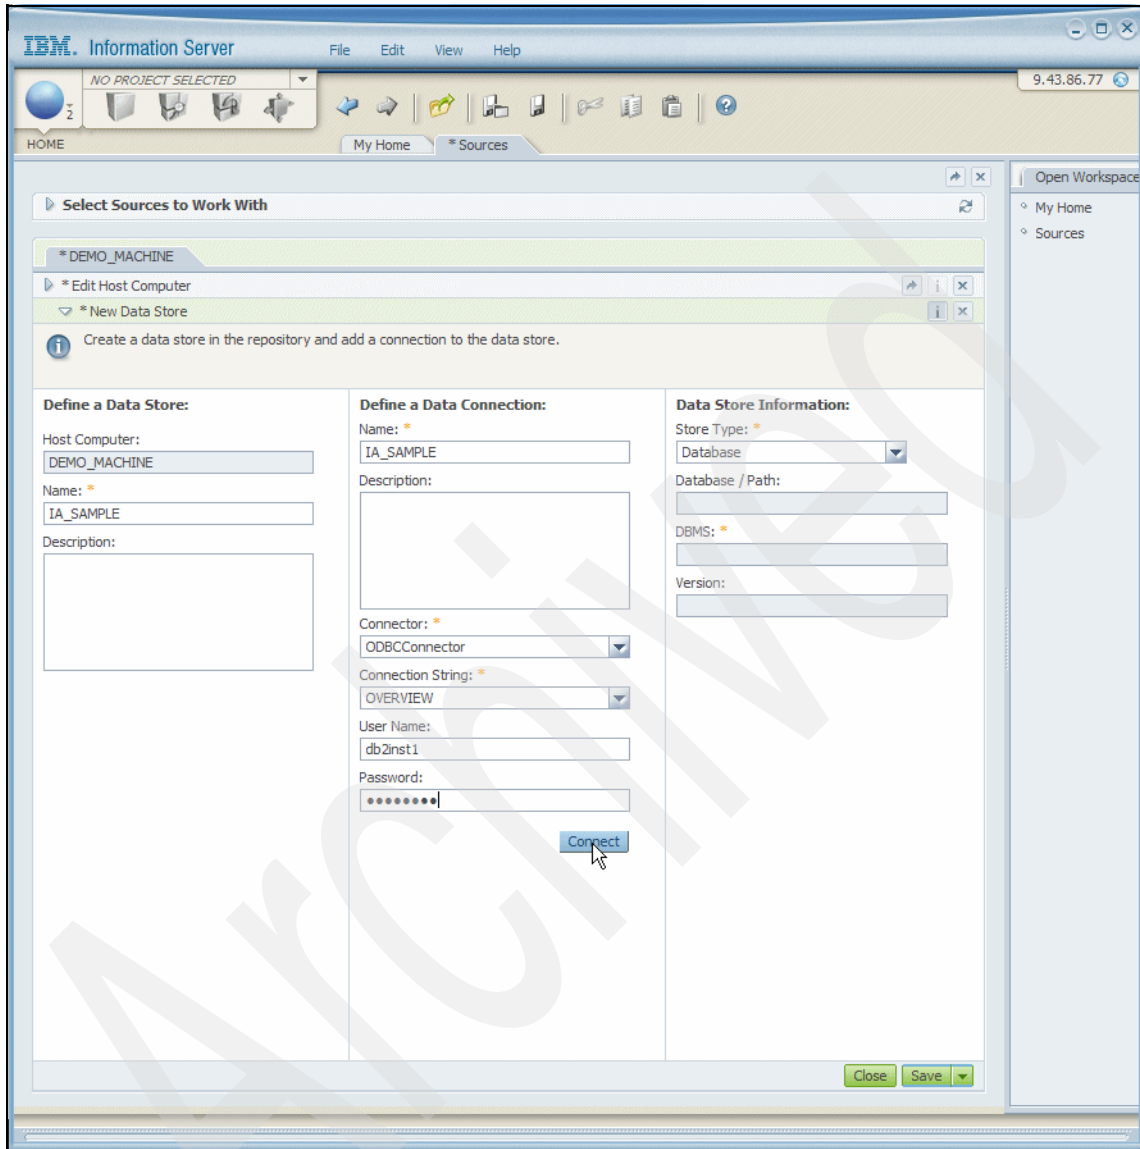 IBM. Information Server File Edit View Help
NO PROJECT SELECTED
9.43.86.77
2
HOME
My Home * Sources
Open Workspace
Select Sources to Work With
My Home
Sources
* DEMO_MACHINE
* Edit Host Computer
* New Data Store
Create a data store in the repository and add a connection to the data store.
Define a Data Store:
Host Computer:
DEMO_MACHINE
Name: *
IA_SAMPLE
Description:
Define a Data Connection:
Name: *
IA_SAMPLE
Description:
Connector: *
ODBCConnector
Connection String: *
OVERVIEW
User Name:
db2inst1
Password:
••••••••
Connect
Data Store Information:
Store Type: *
Database
Database / Path:
DBMS: *
Version:
Close Save
Archived